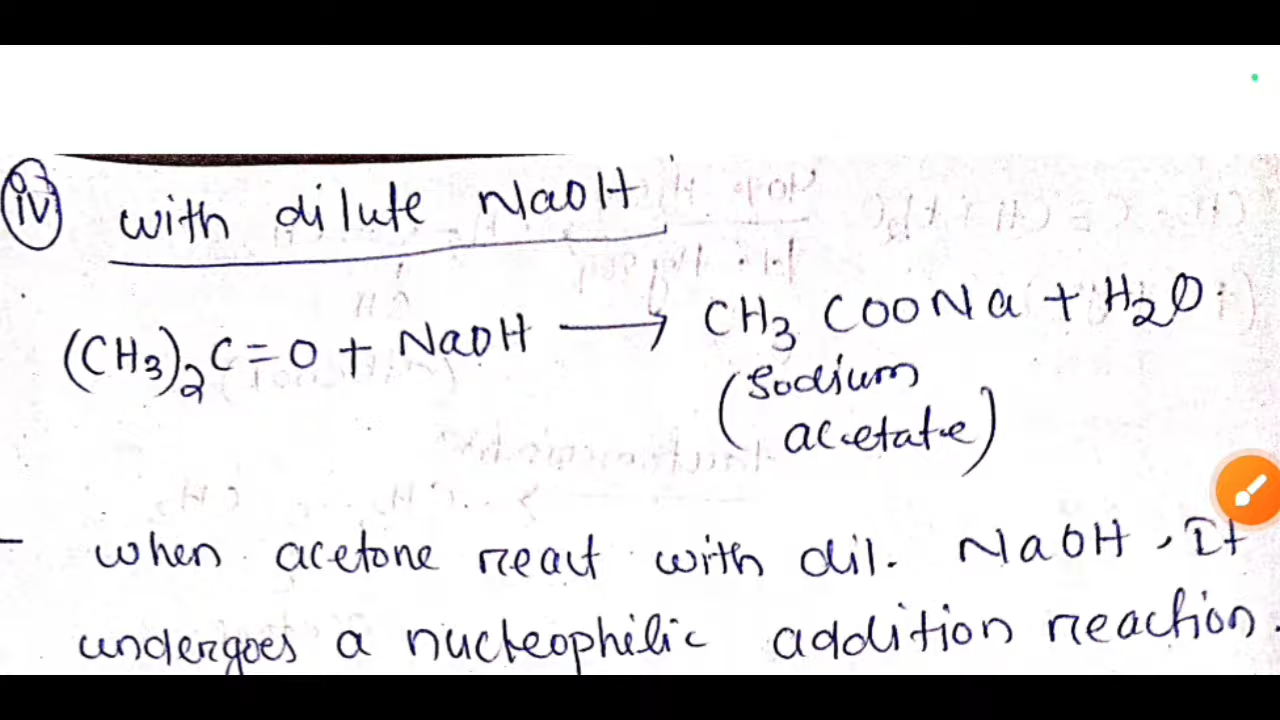 iv with dilute NaOH
(CH3)2C=O + NaOH → CH3COONa + H2O.
(Sodium
acetate)
- when acetone react with dil. NaOH, It
undergoes a nucleophilic addition reaction.